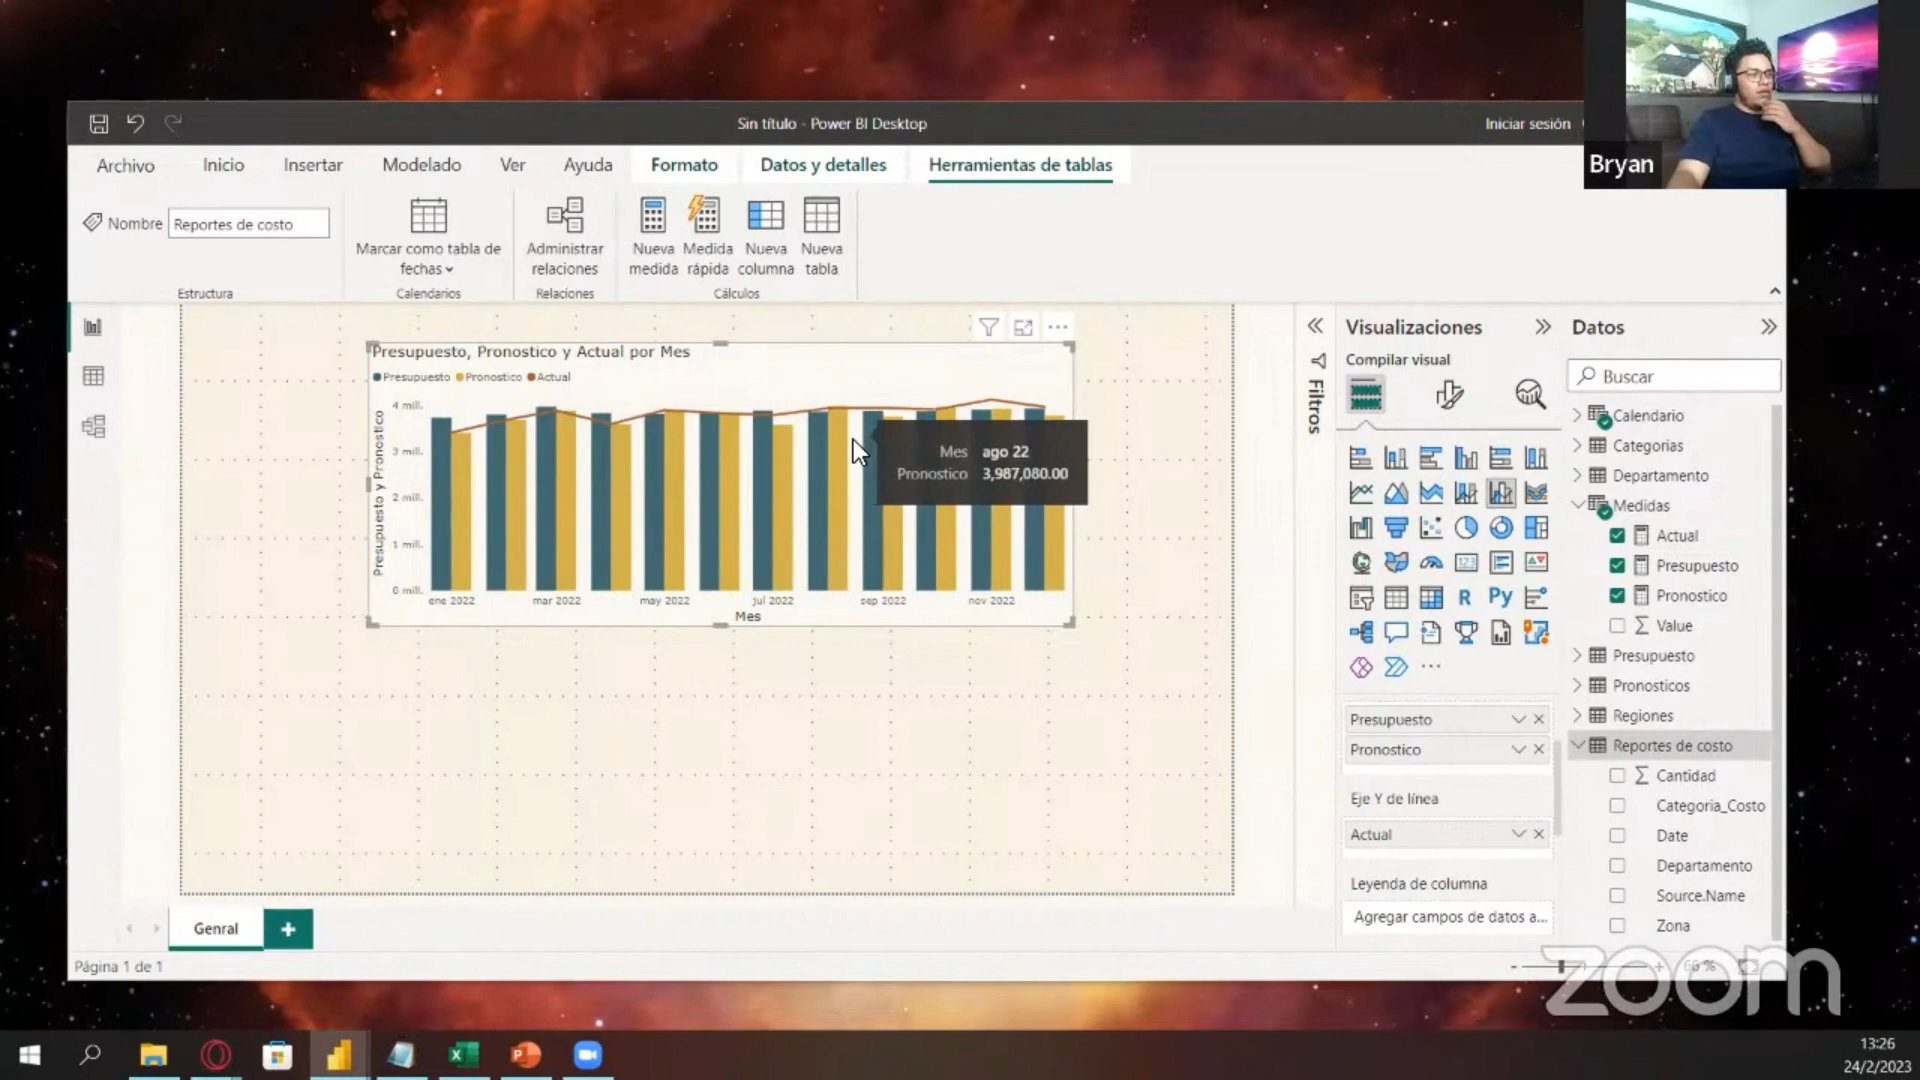 Bryan
Sin título - Power BI Desktop
Iniciar sesión
Archivo
Inicio
Insertar
Modelado
Ver
Ayuda
Formato
Datos y detalles
Herramientas de tablas
Nombre
Reportes de costo
Marcar como tabla de
fechas
Administrar
relaciones
Nueva
medida
Medida
rápida
Nueva
columna
Nueva
tabla
Estructura
Calendarios
Relaciones
Cálculos
Presupuesto, Pronostico y Actual por Mes
Presupuesto
Pronostico
Actual
Presupuesto y Pronostico
4 mill.
3 mill.
2 mill.
1 mill.
0 mill.
ene 2022
mar 2022
may 2022
jul 2022
sep 2022
nov 2022
Mes
Mes ago 22
Pronostico 3,987,080.00
Filtros
Visualizaciones
Compilar visual
123
R
Py
Presupuesto
Pronostico
Eje Y de línea
Actual
Leyenda de columna
Agregar campos de datos a...
Datos
Buscar
Calendario
Categorias
Departamento
Medidas
Actual
Presupuesto
Pronostico
Value
Presupuesto
Pronosticos
Regiones
Reportes de costo
Cantidad
Categoria_Costo
Date
Departamento
Source.Name
Zona
Genral
Página 1 de 1
66 %
zoom
13:26
24/2/2023